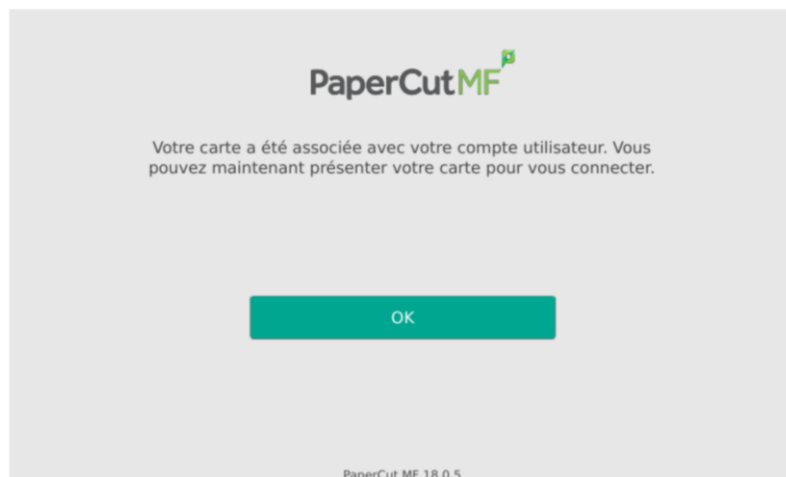 PaperCutMF
Votre carte a été associée avec votre compte utilisateur. Vous
pouvez maintenant présenter votre carte pour vous connecter.
OK
PaperCut MF 18.0.5